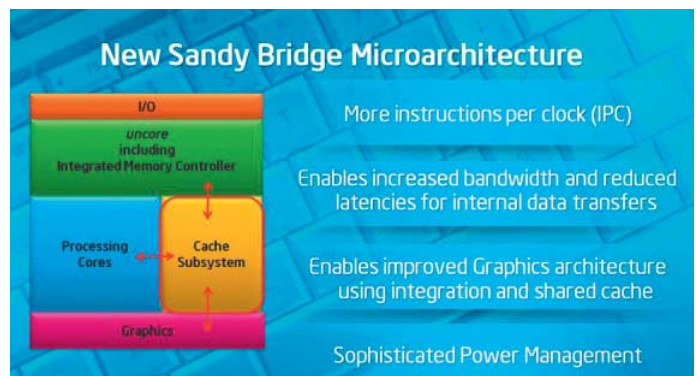 New Sandy Bridge Microarchitecture
I/O
uncore
including
Integrated Memory Controller
Processing
Cores
Cache
Subsystem
Graphics
More instructions per clock (IPC)
Enables increased bandwidth and reduced
latencies for internal data transfers
Enables improved Graphics architecture
using integration and shared cache
Sophisticated Power Management